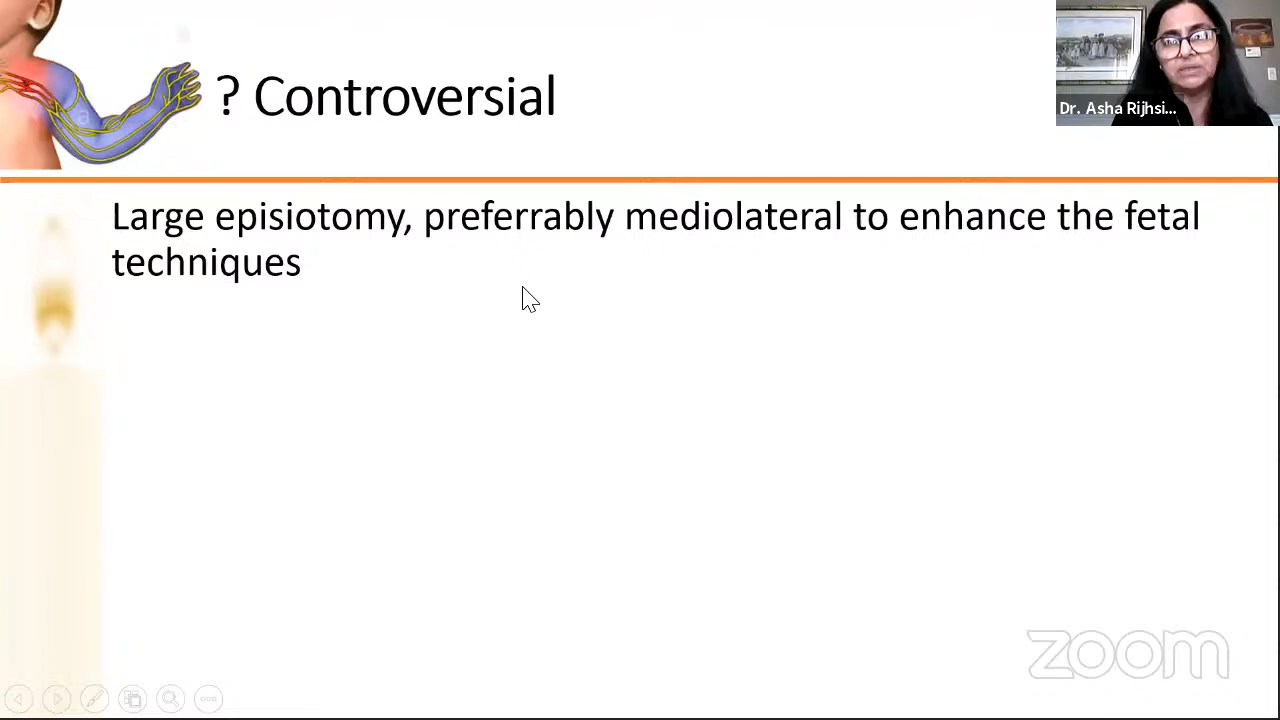 ? Controversial
Dr. Asha Rijhsi...
Large episiotomy, preferrably mediolateral to enhance the fetal
techniques
zoom